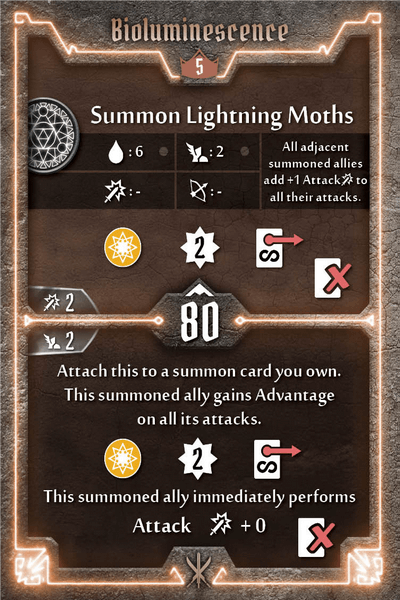 Bioluminescence
5
Summon Lightning Moths
: 6 : 2
: - : -
All adjacent
summoned allies
add +1 Attack to
all their attacks.
2
2
80
2
Attach this to a summon card you own.
This summoned ally gains Advantage
on all its attacks.
2
This summoned ally immediately performs
Attack + 0